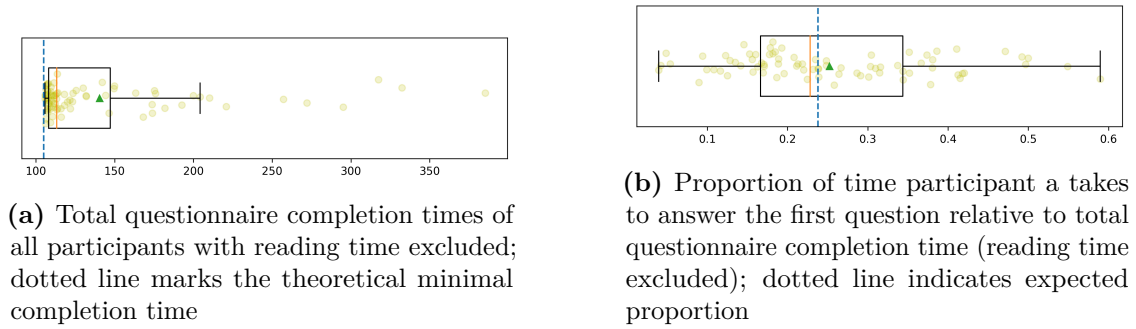 100 150 200 250 300 350
(a) Total questionnaire completion times of
all participants with reading time excluded;
dotted line marks the theoretical minimal
completion time
0.1 0.2 0.3 0.4 0.5 0.6
(b) Proportion of time participant a takes
to answer the first question relative to total
questionnaire completion time (reading time
excluded); dotted line indicates expected
proportion